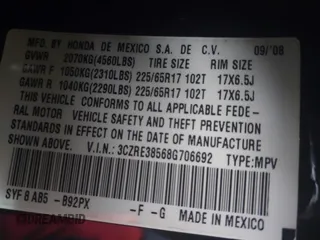 MFD. BY HONDA DE MEXICO S.A. DE C.V. 09/'08
GVWR 2070KG(4560LBS) TIRE SIZE RIM SIZE
GAWR F 1050KG(2310LBS) 225/65R17 102T 17X6.5J
GAWR R 1040KG(2290LBS) 225/65R17 102T 17X6.5J
THIS VEHICLE CONFORMS TO ALL APPLICABLE FEDE-
RAL MOTOR VEHICLE SAFETY AND THEFT PREVENTION
STANDARDS IN EFFECT ON THE DATE OF MANUFACTURE
SHOWN ABOVE. V.I.N.: 3CZRE38568G706692 TYPE:MPV
SYF 8 AB5 -B92PX -F -G MADE IN MEXICO